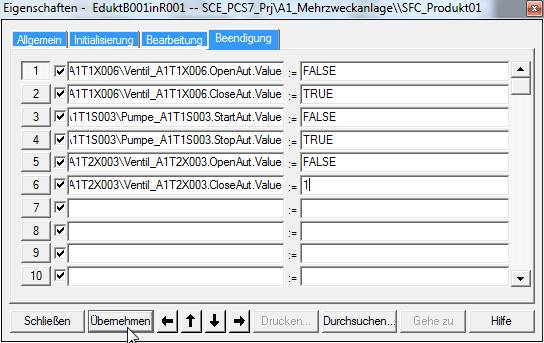 Eigenschaften -  EduktB001inR001 -- SCE_PCS7_Prj\A1_Mehrzweckanlage\\SFC_Produkt01
Allgemein Initialisierung Bearbeitung Beendigung
1 A1T1X006\Ventil_A1T1X006.OpenAut.Value := FALSE
2 A1T1X006\Ventil_A1T1X006.CloseAut.Value := TRUE
3 \1T1S003\Pumpe_A1T1S003.StartAut.Value := FALSE
4 \1T1S003\Pumpe_A1T1S003.StopAut.Value := TRUE
5 A1T2X003\Ventil_A1T2X003.OpenAut.Value := FALSE
6 A1T2X003\Ventil_A1T2X003.CloseAut.Value := 1
7 :=
8 :=
9 :=
10 :=
Schließen Übernehmen Drucken... Durchsuchen... Gehe zu Hilfe